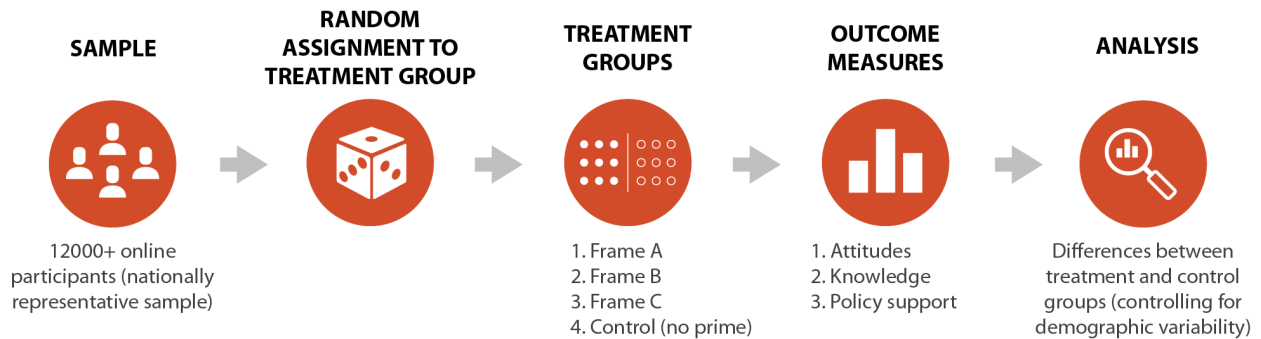 SAMPLE
12000+ online
participants (nationally
representative sample)
RANDOM
ASSIGNMENT TO
TREATMENT GROUP
TREATMENT
GROUPS
1. Frame A
2. Frame B
3. Frame C
4. Control (no prime)
OUTCOME
MEASURES
1. Attitudes
2. Knowledge
3. Policy support
ANALYSIS
Differences between
treatment and control
groups (controlling for
demographic variability)